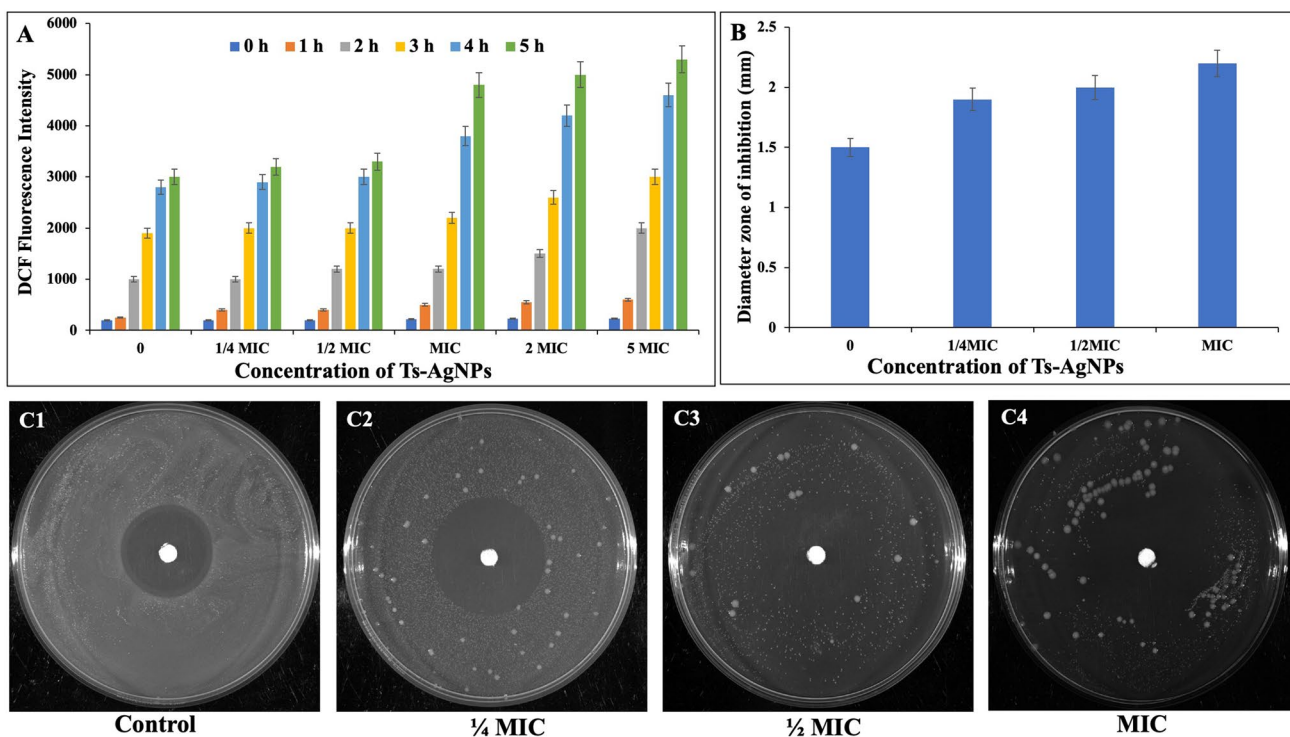 A
0 h 1 h 2 h 3 h 4 h 5 h
DCF Fluorescence Intensity
6000
5000
4000
3000
2000
1000
0
0 1/4 MIC 1/2 MIC MIC 2 MIC 5 MIC
Concentration of Ts-AgNPs
B
Diameter zone of inhibition (mm)
2.5
2
1.5
1
0.5
0
0 1/4MIC 1/2MIC MIC
Concentration of Ts-AgNPs
C1
C2
C3
C4
Control
¼ MIC
½ MIC
MIC